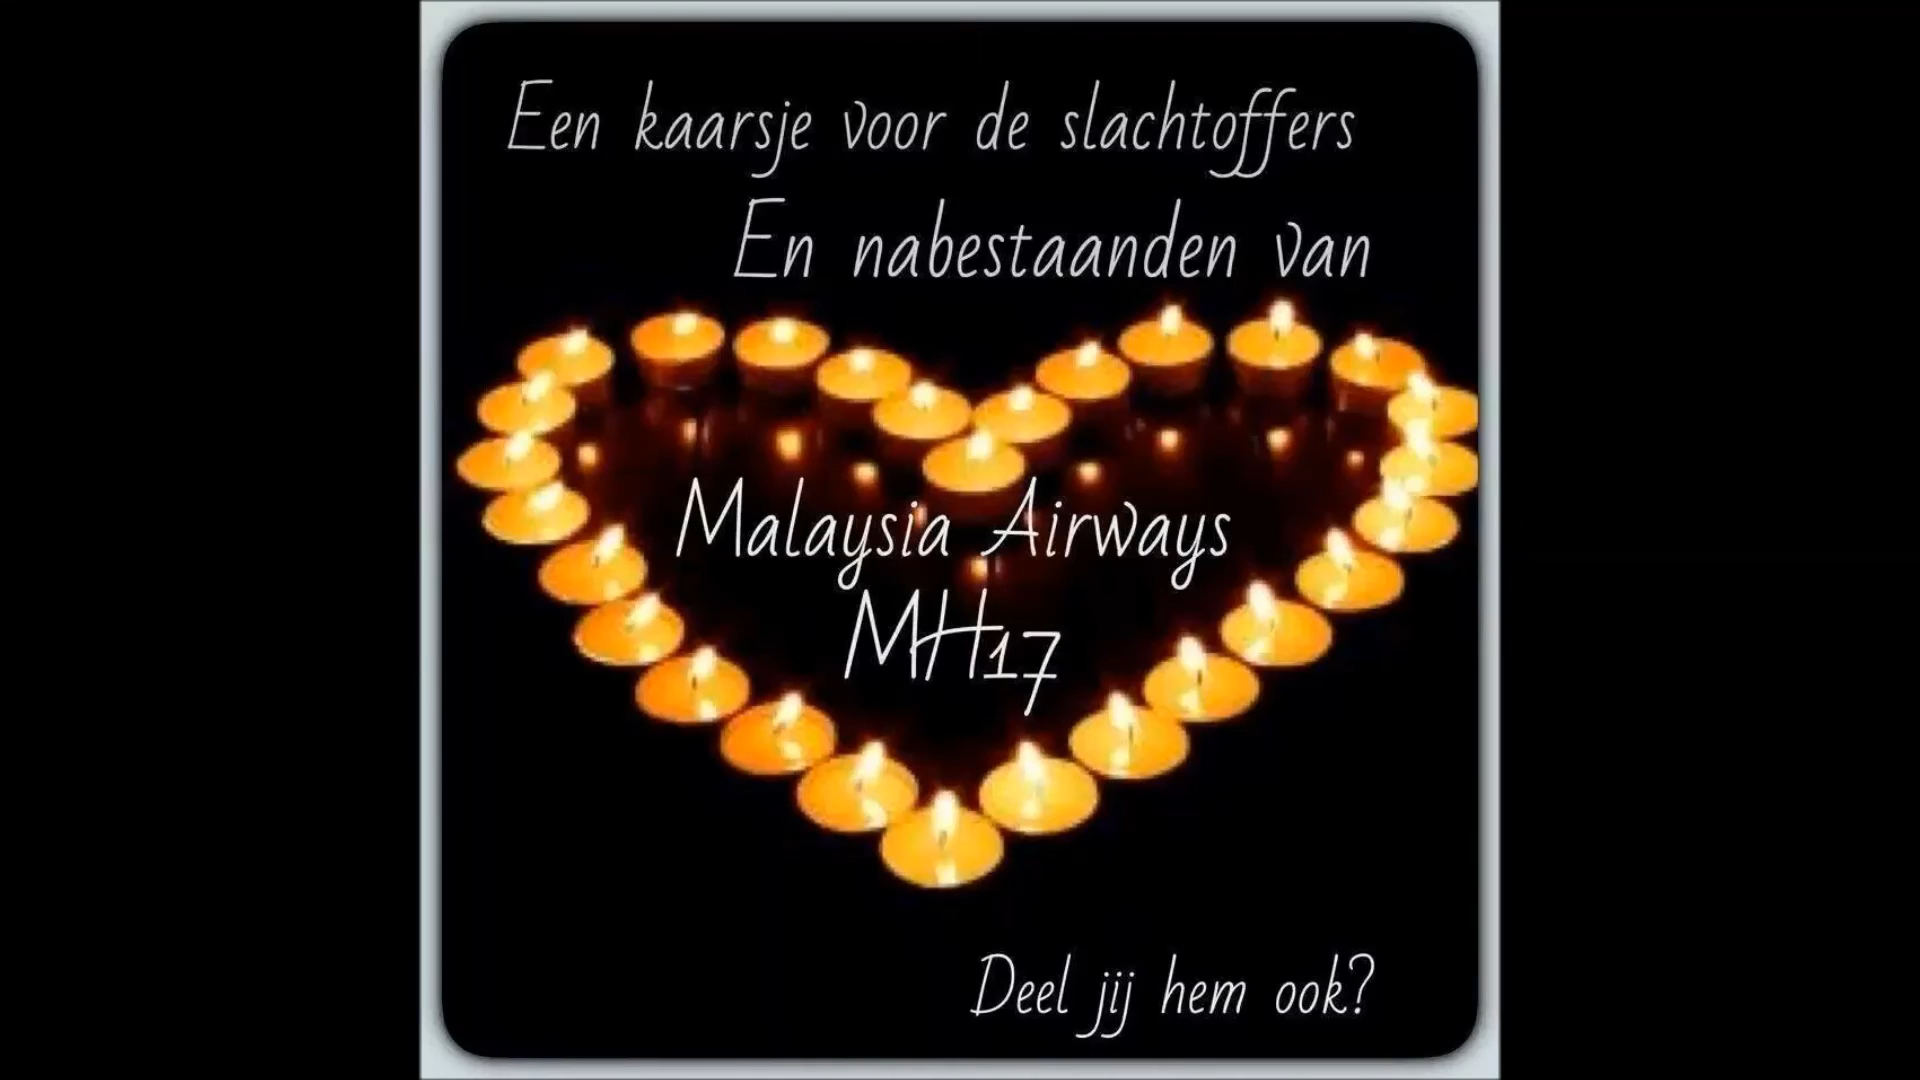 Een kaarsje voor de slachtoffers
En nabestaanden van
Malaysia Airways
MH17
Deel jij hem ook?